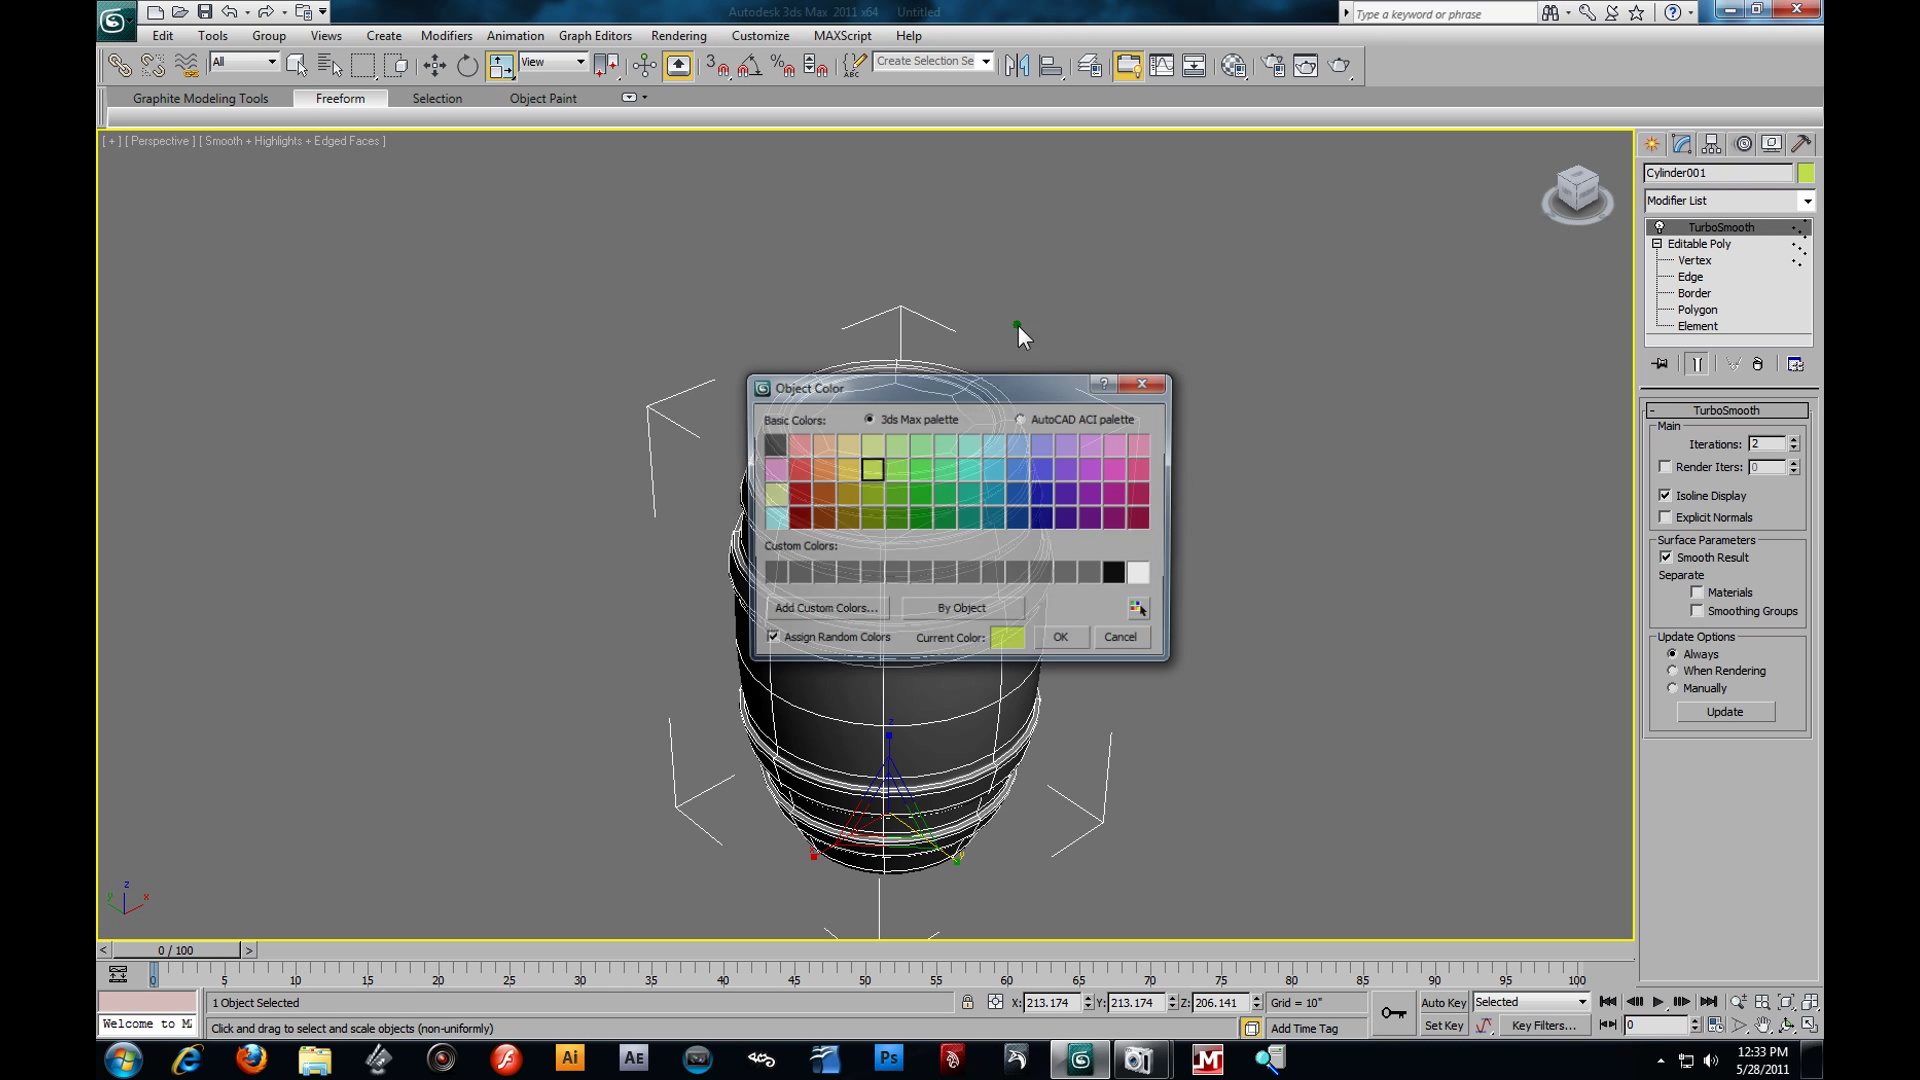 Autodesk 3ds Max 2011 x64 Untitled
Type a keyword or phrase
Edit Tools Group Views Create Modifiers Animation Graph Editors Rendering Customize MAXScript Help
All View Create Selection Se
Graphite Modeling Tools Freeform Selection Object Paint
[ + ] [ Perspective ] [ Smooth + Highlights + Edged Faces ]
Cylinder001
Modifier List
TurboSmooth
Editable Poly
Vertex
Edge
Border
Polygon
Element
Object Color
Basic Colors: 3ds Max palette AutoCAD ACI palette
Custom Colors:
Add Custom Colors... By Object
Assign Random Colors Current Color: OK Cancel
TurboSmooth
Main
Iterations: 2
Render Iters: 0
Isoline Display
Explicit Normals
Surface Parameters
Smooth Result
Separate
Materials
Smoothing Groups
Update Options
Always
When Rendering
Manually
Update
z
z
y x
< 0 / 100 >
0 5 10 15 20 25 30 35 40 45 50 55 60 65 70 75 80 85 90 95 100
1 Object Selected X: 213.174 Y: 213.174 Z: 206.141 Grid = 10" Auto Key Selected
Welcome to M
Click and drag to select and scale objects (non-uniformly) Add Time Tag Set Key Key Filters... 0
Ai AE Ps
12:33 PM
5/28/2011